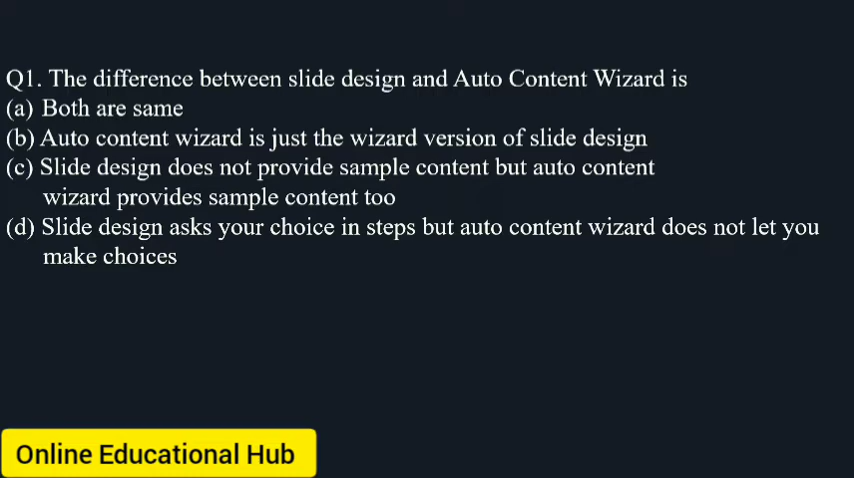 Q1. The difference between slide design and Auto Content Wizard is
(a) Both are same
(b) Auto content wizard is just the wizard version of slide design
(c) Slide design does not provide sample content but auto content
wizard provides sample content too
(d) Slide design asks your choice in steps but auto content wizard does not let you
make choices
Online Educational Hub